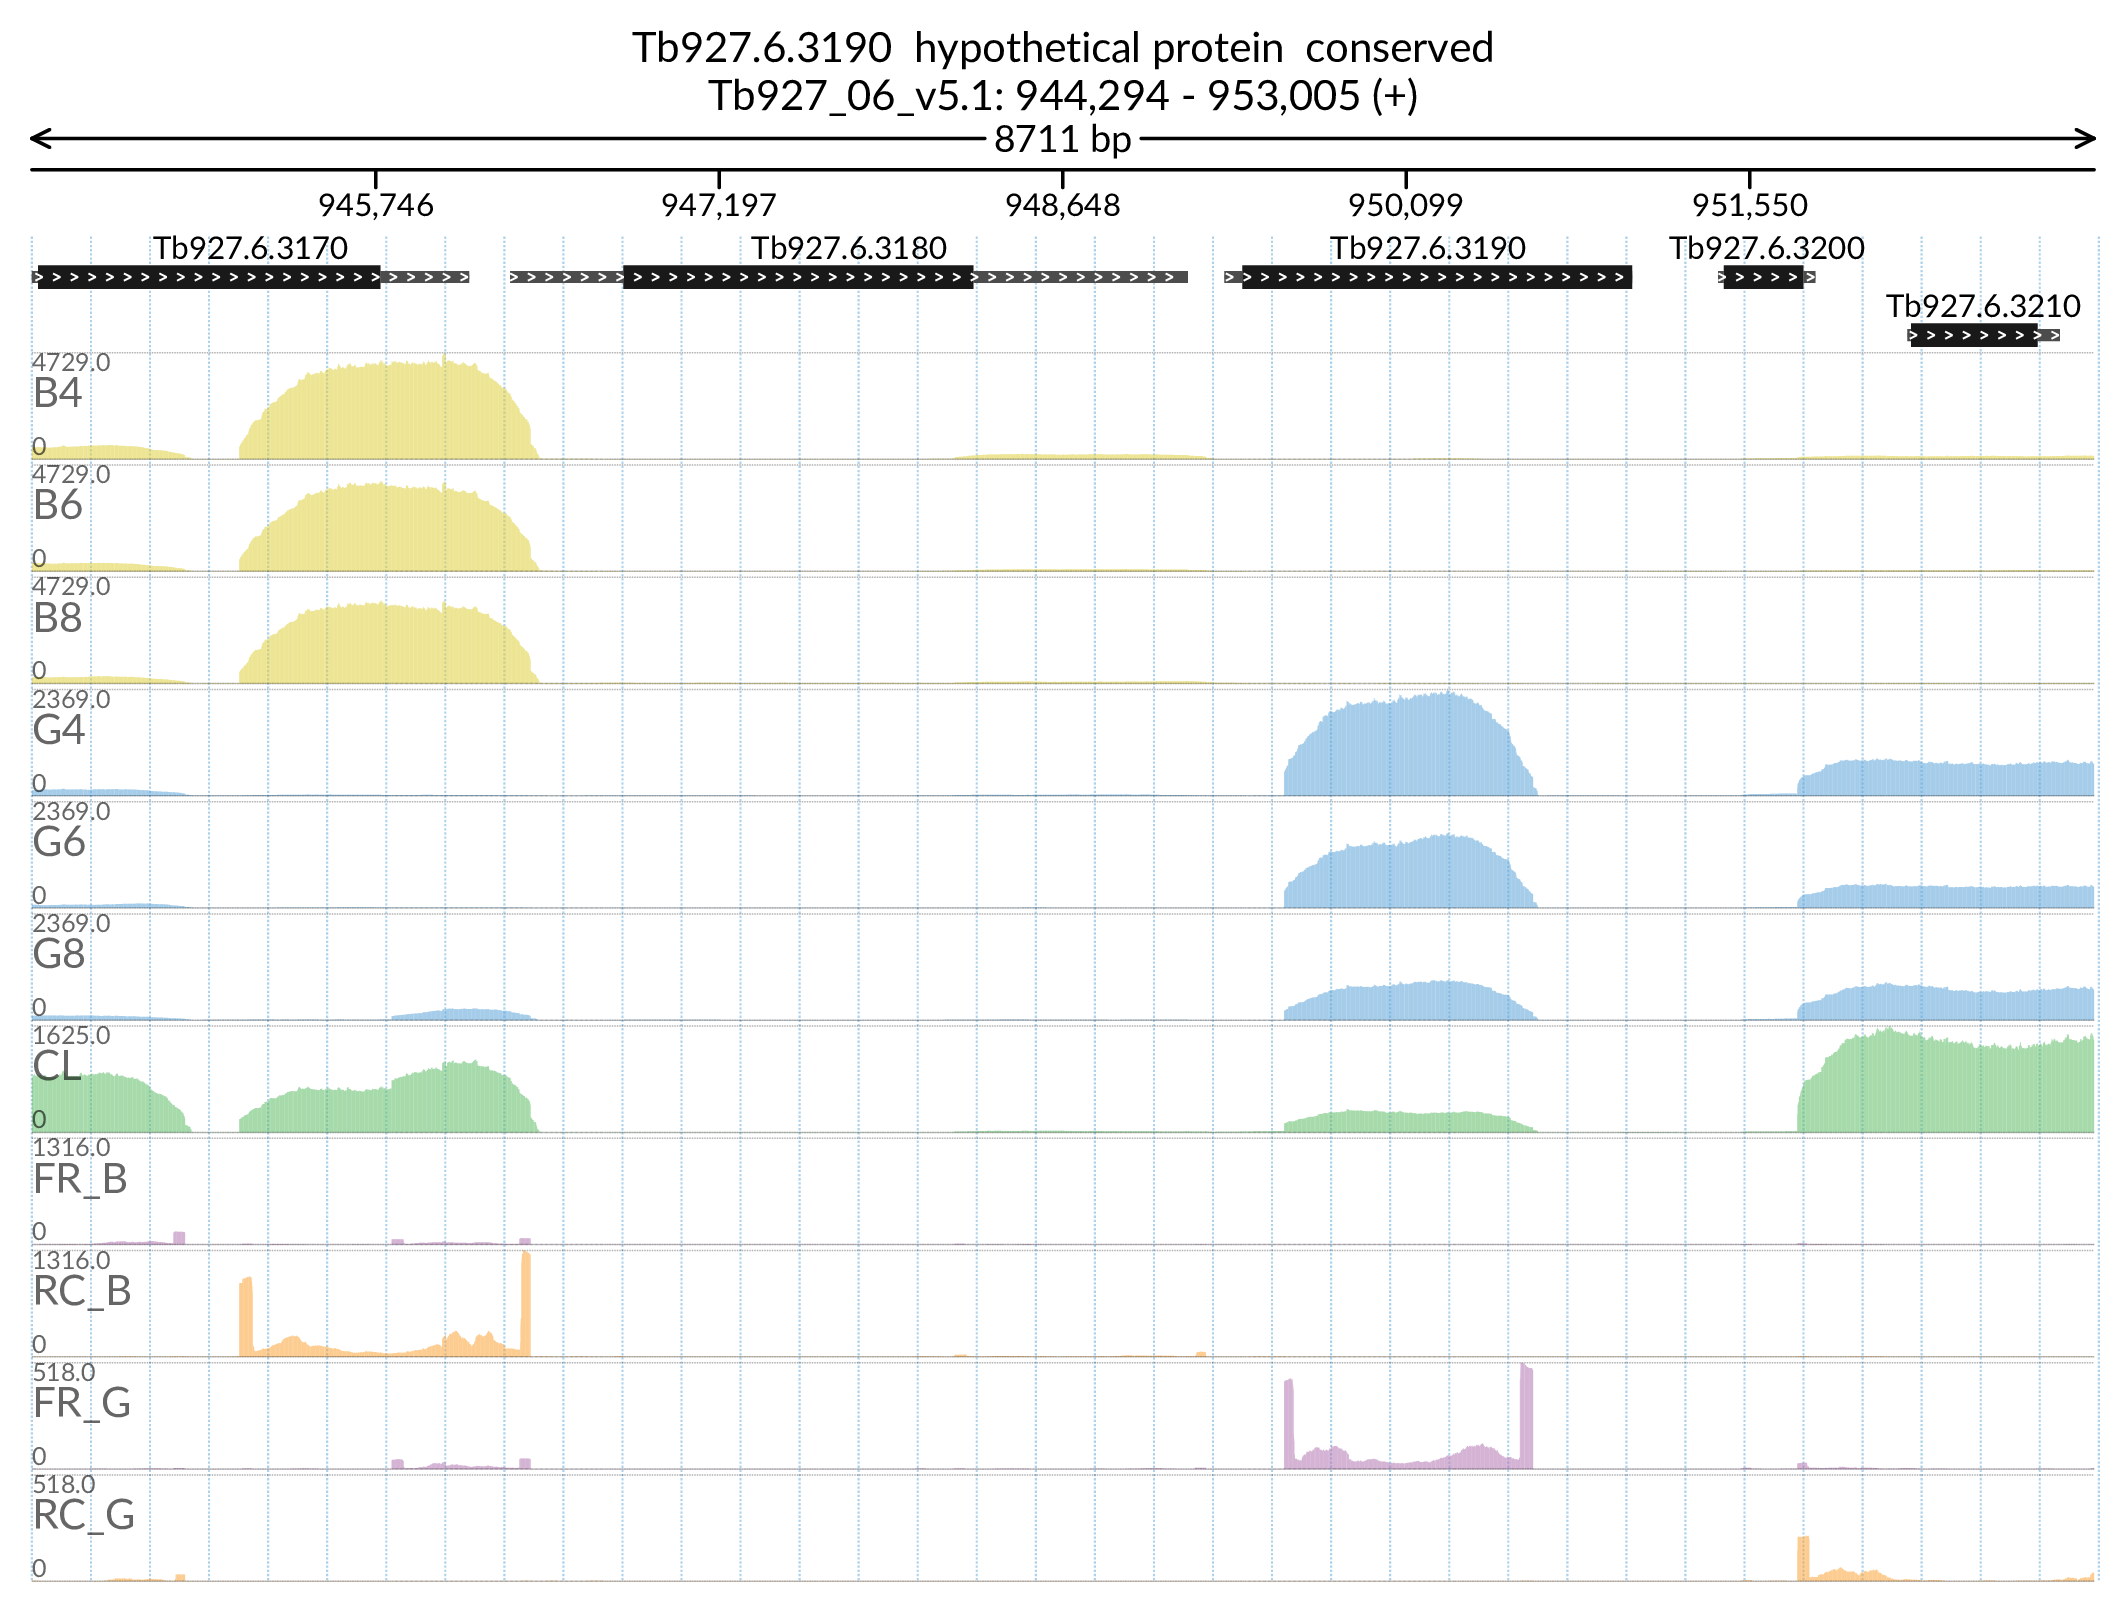 Tb927.6.3190  hypothetical protein  conserved
Tb927_06_v5.1: 944,294 - 953,005 (+)
8711 bp
945,746 947,197 948,648 950,099 951,550
Tb927.6.3170 Tb927.6.3180 Tb927.6.3190 Tb927.6.3200
Tb927.6.3210
4729.0
B4
0
4729.0
B6
0
4729.0
B8
0
2369.0
G4
0
2369.0
G6
0
2369.0
G8
0
1625.0
CL
0
1316.0
FR_B
0
1316.0
RC_B
0
518.0
FR_G
0
518.0
RC_G
0